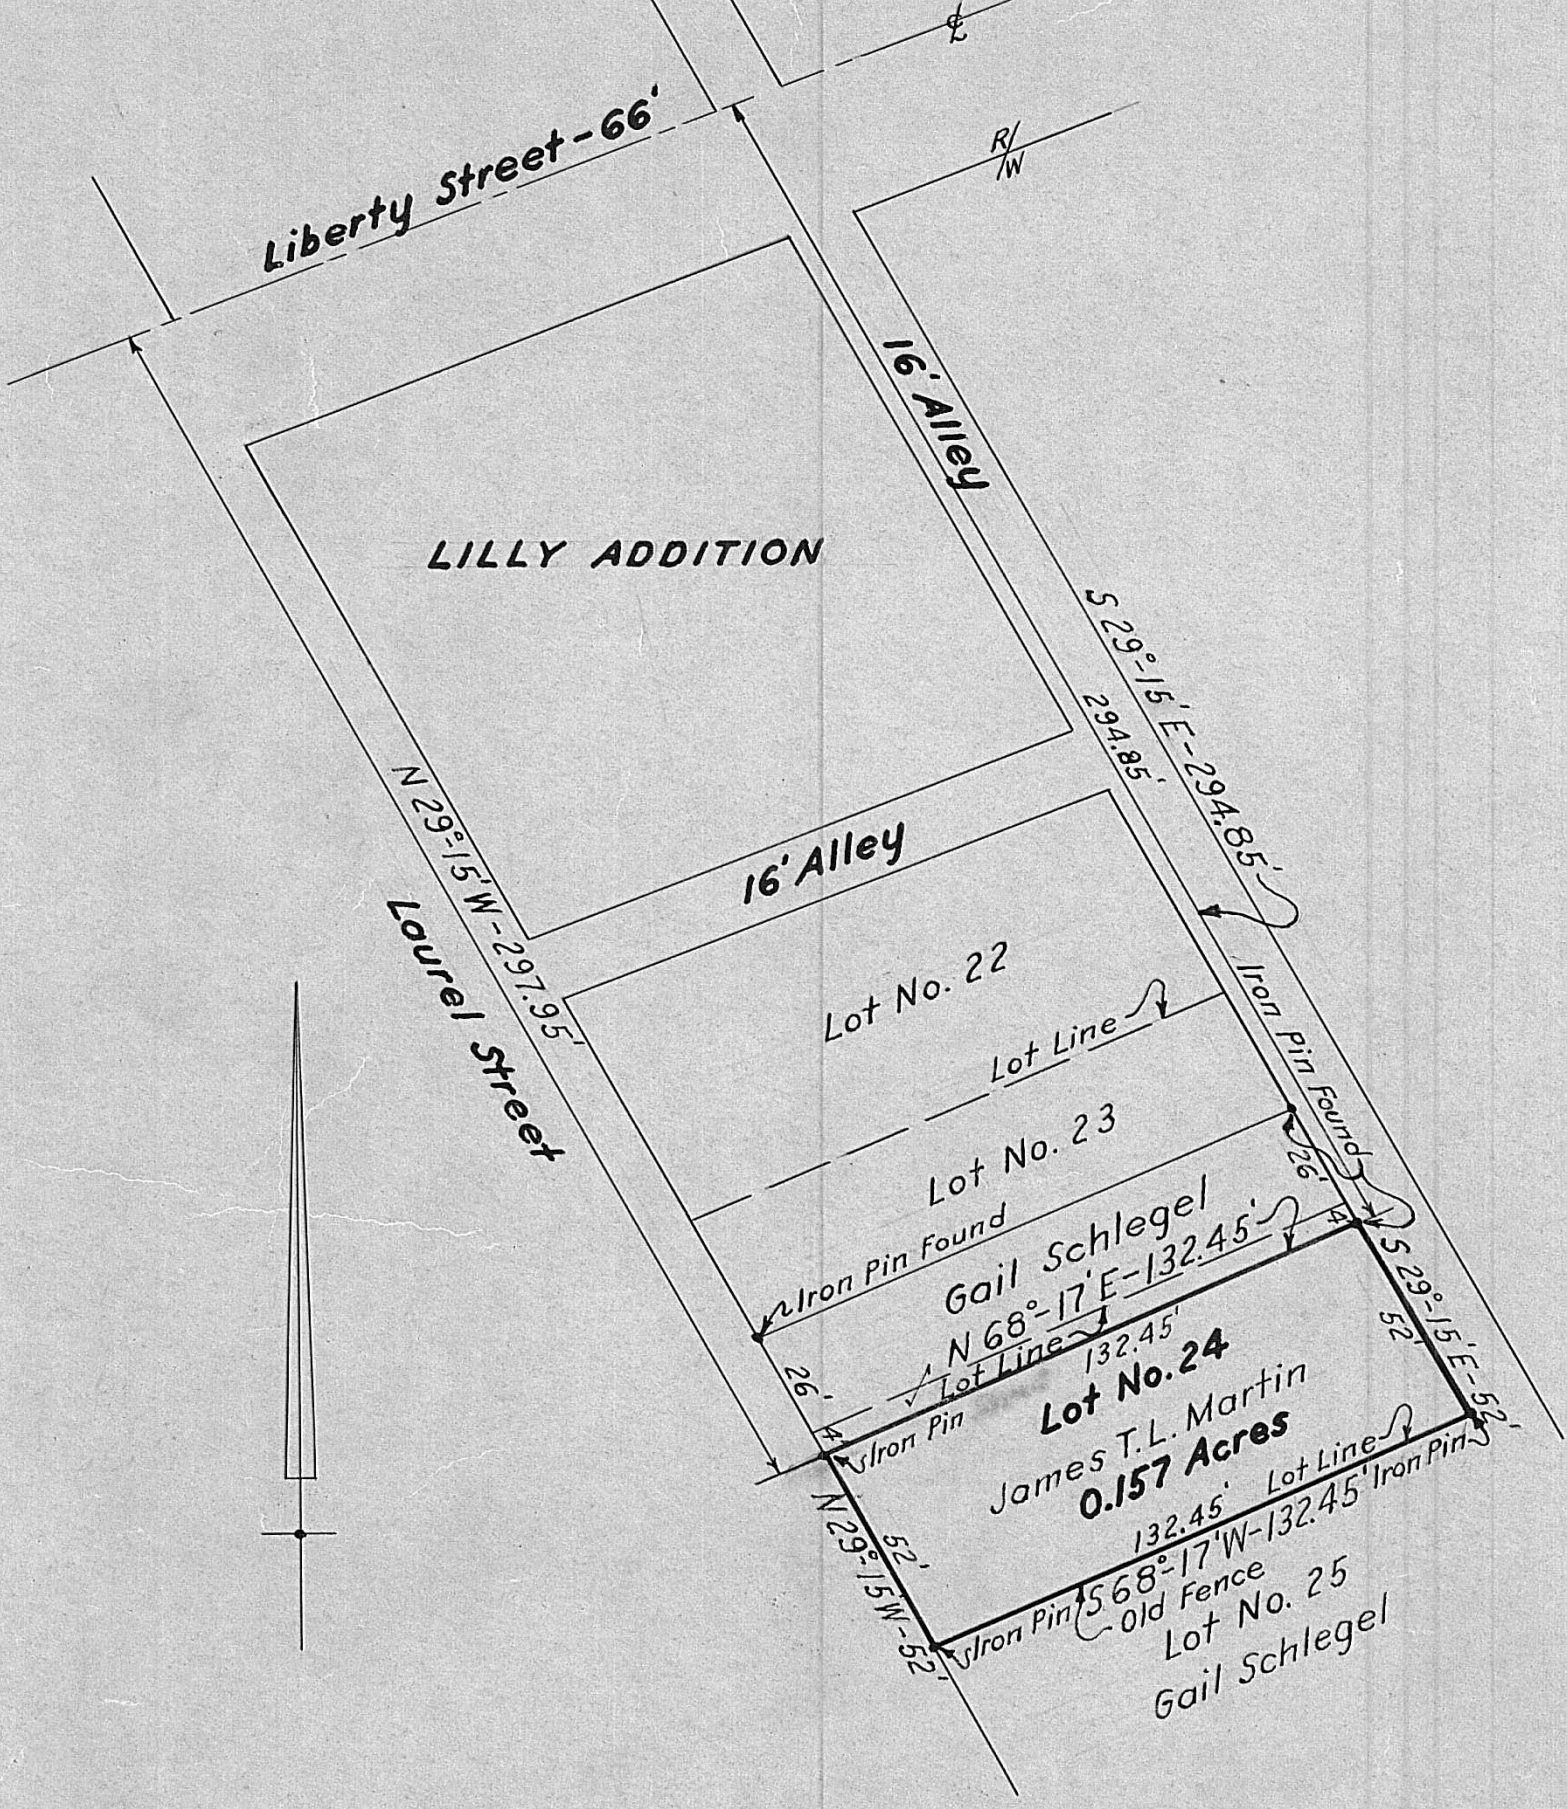 ℄
R/W
Liberty Street-66'
16' Alley
LILLY ADDITION
S 29°-15' E-294.85'
294.85'
N 29°-15' W-297.95'
Laurel Street
16' Alley
Lot No. 22
Lot Line
Iron Pin Found
Lot No. 23
26'
Iron Pin Found
Gail Schlegel
N 68°-17' E-132.45'
4'
Lot Line
132.45'
26'
4'
Iron Pin
Lot No. 24
James T.L. Martin
0.157 Acres
S 29°-15' E-52'
52'
Lot Line
132.45'
Iron Pin
S 68°-17' W-132.45'
N 29°-15' W-52'
52'
Iron Pin
Old Fence
Lot No. 25
Gail Schlegel